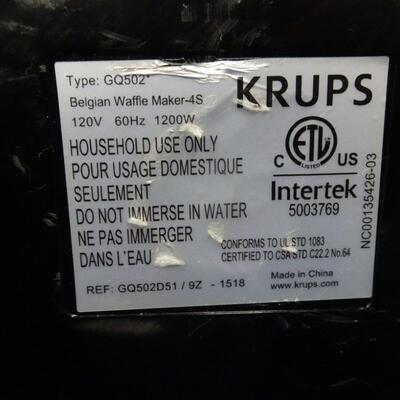 Type: GQ502*
Belgian Waffle Maker-4S
120V 60Hz 1200W
KRUPS
HOUSEHOLD USE ONLY
POUR USAGE DOMESTIQUE
SEULEMENT
DO NOT IMMERSE IN WATER
NE PAS IMMERGER
DANS L'EAU
C ETL US
LISTED
Intertek
5003769
CONFORMS TO UL STD 1083
CERTIFIED TO CSA STD C22.2 No.64
NC00135426-03
REF: GQ502D51 / 9Z - 1518
Made in China
www.krups.com